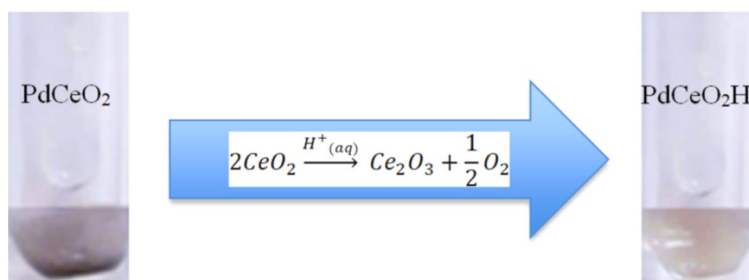 PdCeO₂
2CeO₂ —H⁺(aq)→ Ce₂O₃ + 1/2 O₂
PdCeO₂H